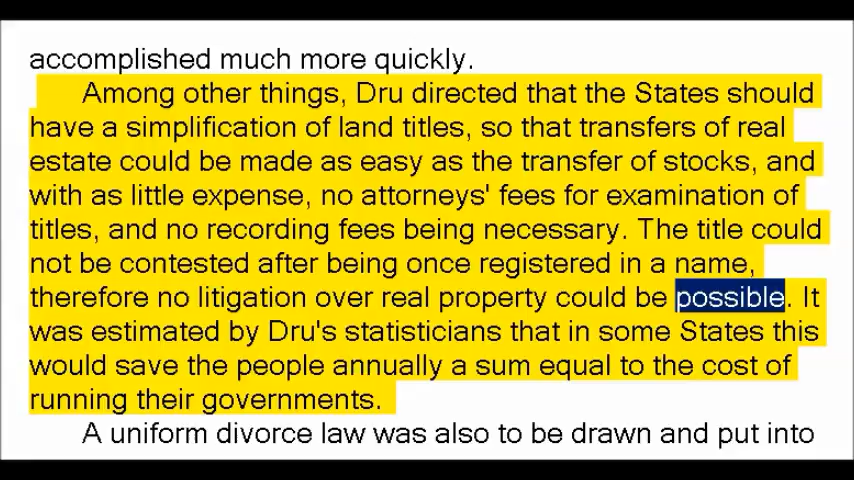 accomplished much more quickly.
Among other things, Dru directed that the States should
have a simplification of land titles, so that transfers of real
estate could be made as easy as the transfer of stocks, and
with as little expense, no attorneys' fees for examination of
titles, and no recording fees being necessary. The title could
not be contested after being once registered in a name,
therefore no litigation over real property could be possible. It
was estimated by Dru's statisticians that in some States this
would save the people annually a sum equal to the cost of
running their governments.
A uniform divorce law was also to be drawn and put into